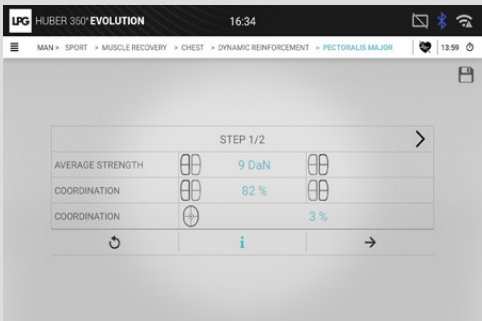 LPG HUBER 360° EVOLUTION 16:34
MAN > SPORT > MUSCLE RECOVERY > CHEST > DYNAMIC REINFORCEMENT > PECTORALIS MAJOR 13:59
STEP 1/2
AVERAGE STRENGTH 9 DaN
COORDINATION 82 %
COORDINATION 3 %
i